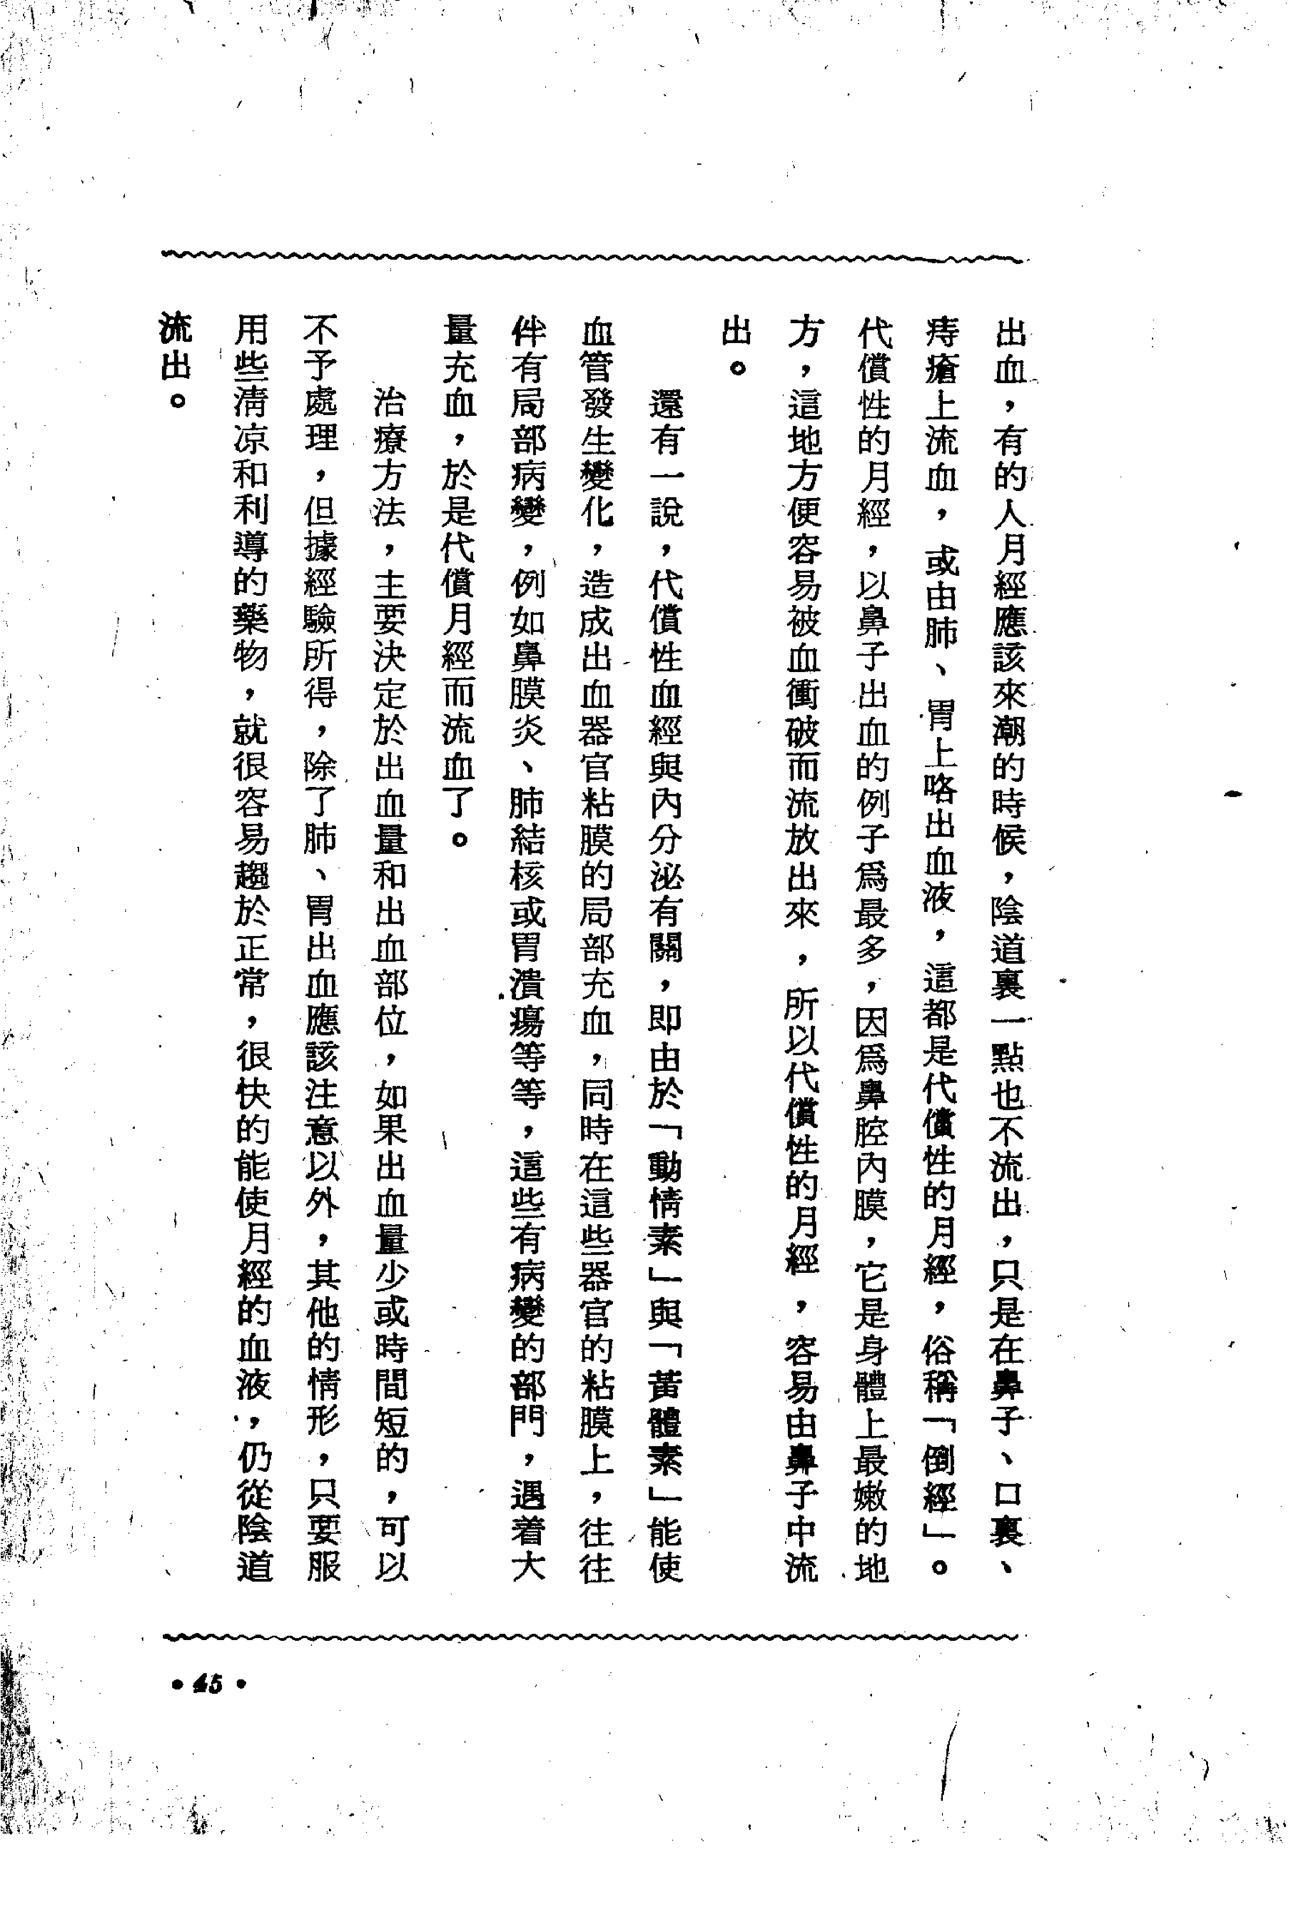 出血，有的人月經應該來潮的時候，陰道裏一點也不流出，只是在鼻子、口裏、
痔瘡上流血，或由肺、胃上咯出血液，這都是代償性的月經，俗稱「倒經」。
代償性的月經，以鼻子出血的例子爲最多，因爲鼻腔內膜，它是身體上最嫩的地
方，這地方便容易被血衝破而流放出來，所以代償性的月經，容易由鼻子中流
出。
還有一說，代償性血經與內分泌有關，即由於「動情素」與「黃體素」能使
血管發生變化，造成出血器官粘膜的局部充血，同時在這些器官的粘膜上，往往
伴有局部病變，例如鼻膜炎、肺結核或胃潰瘍等等，這些有病變的部門，遇着大
量充血，於是代償月經而流血了。
治療方法，主要決定於出血量和出血部位，如果出血量少或時間短的，可以
不予處理，但據經驗所得，除了肺、胃出血應該注意以外，其他的情形，只要服
用些淸凉和利導的藥物，就很容易趨於正常，很快的能使月經的血液，仍從陰道
流出。
•45•